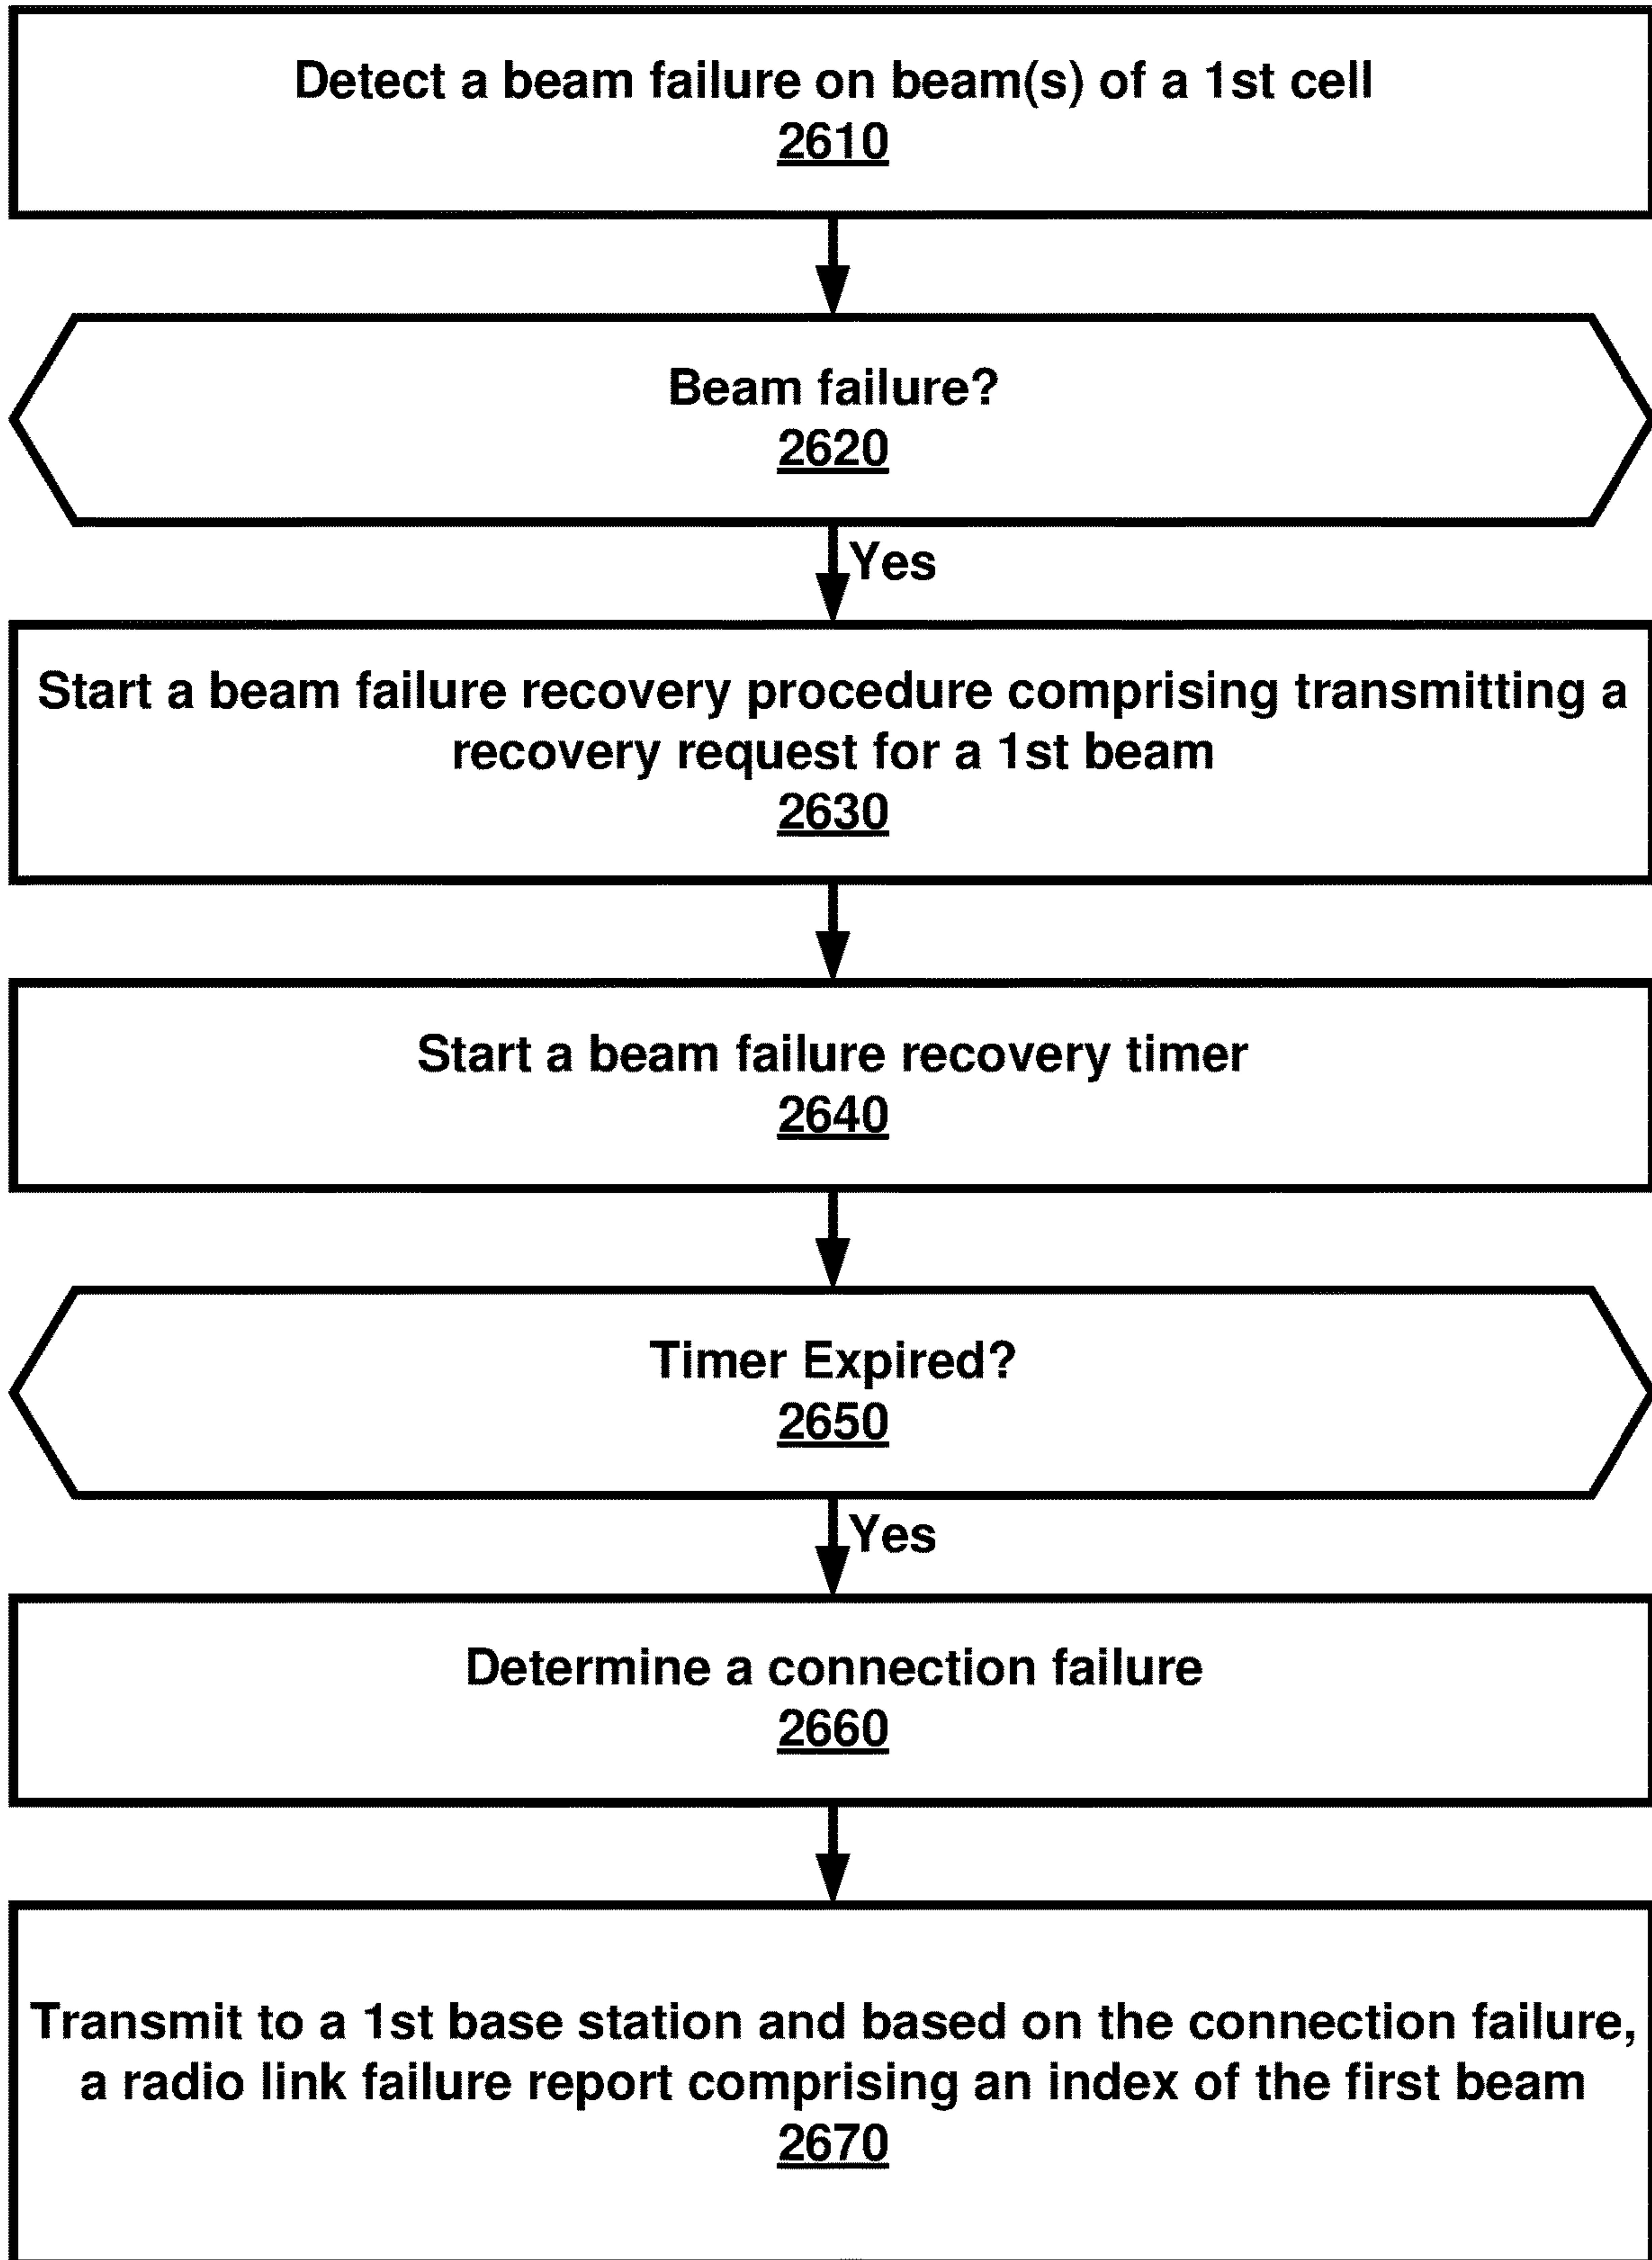 Detect a beam failure on beam(s) of a 1st cell
2610
Beam failure?
2620
Yes
Start a beam failure recovery procedure comprising transmitting a
recovery request for a 1st beam
2630
Start a beam failure recovery timer
2640
Timer Expired?
2650
Yes
Determine a connection failure
2660
Transmit to a 1st base station and based on the connection failure,
a radio link failure report comprising an index of the first beam
2670